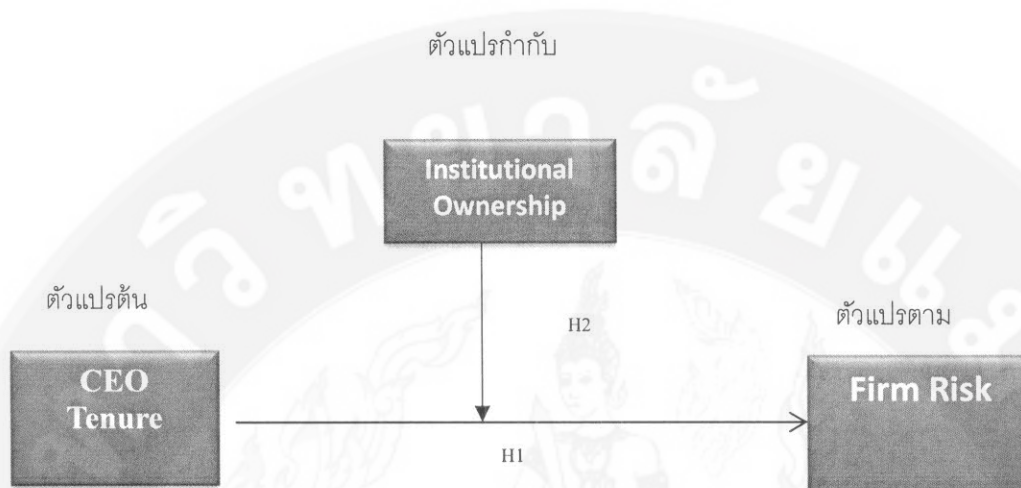 ตัวแปรกำกับ
Institutional
Ownership
ตัวแปรต้น
H2
ตัวแปรตาม
CEO
Tenure
Firm Risk
H1